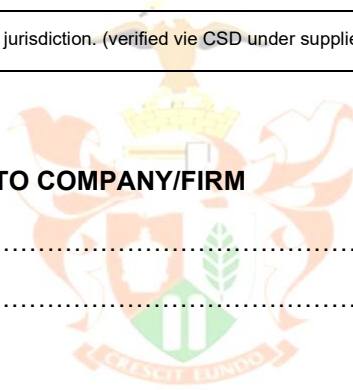 jurisdiction. (verified vie CSD under supplie
TO COMPANY/FIRM
....................................................
....................................................
CRESCIT EUNDO